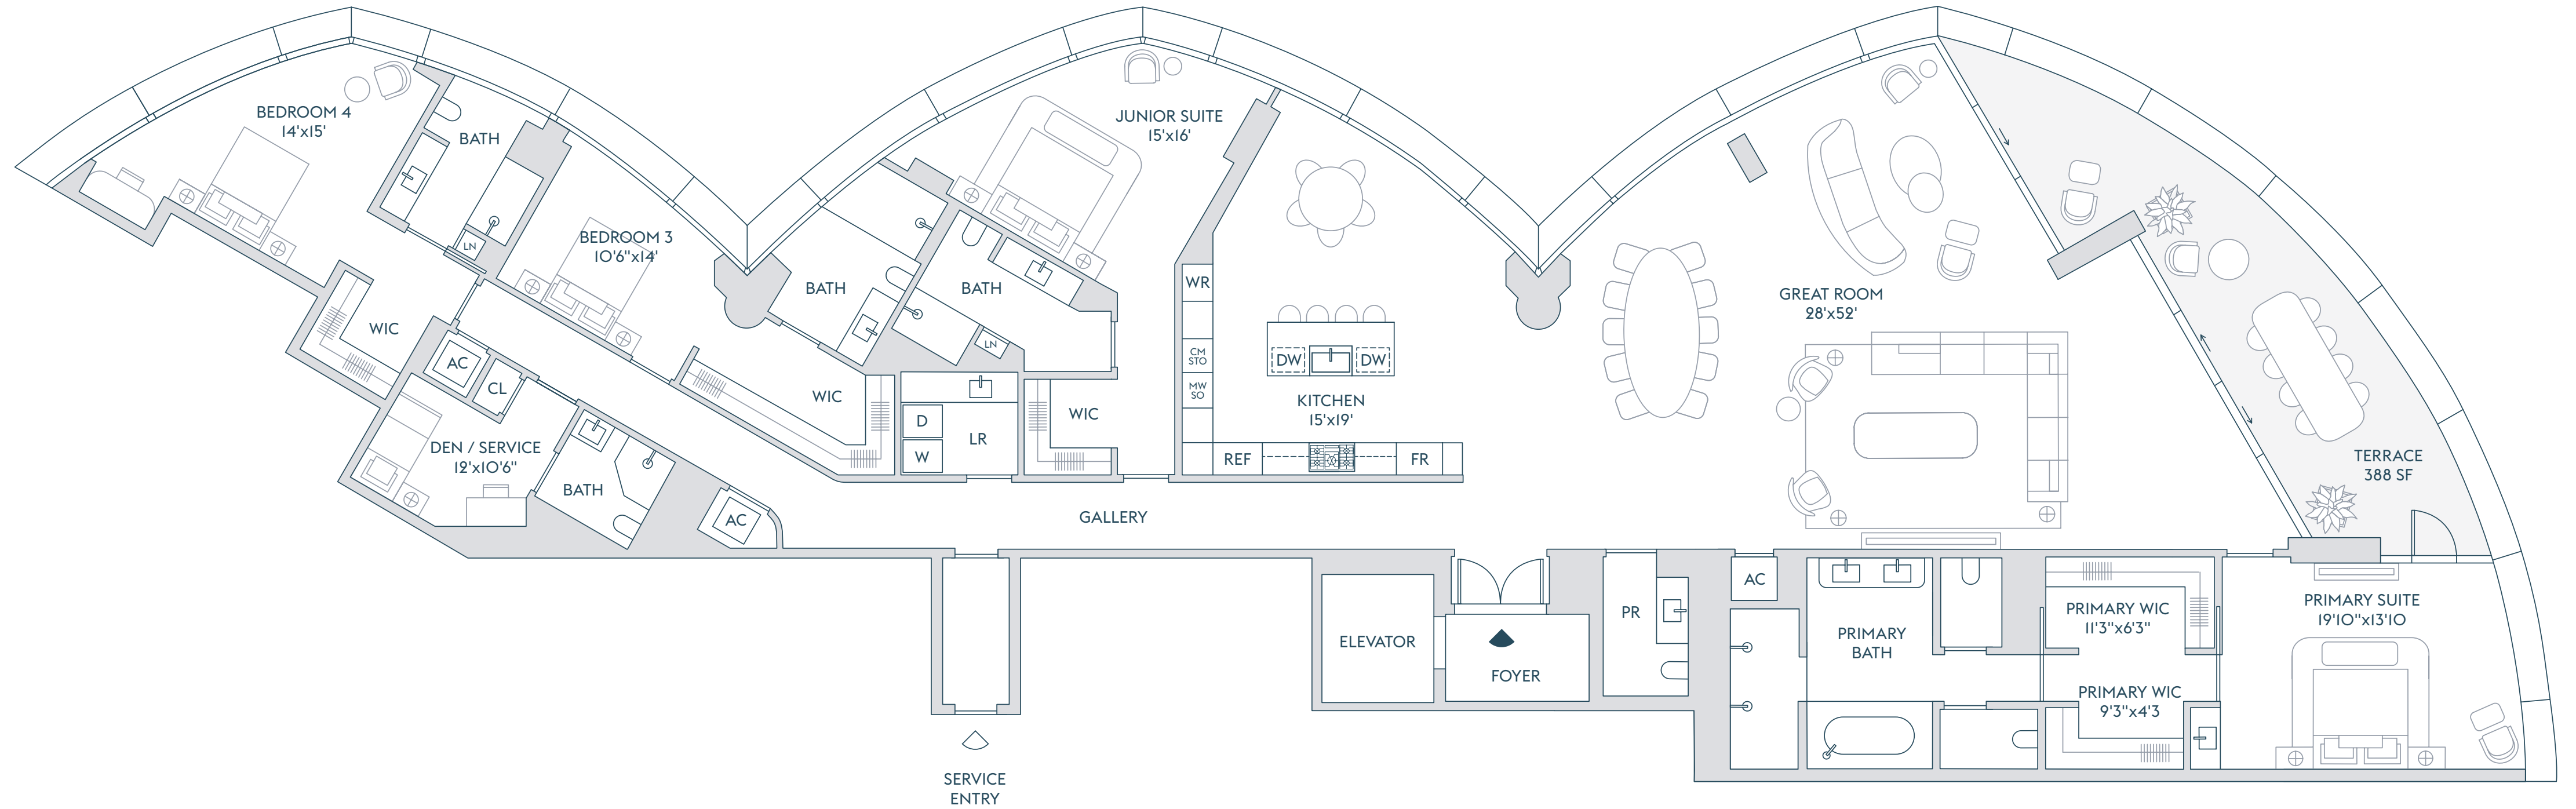 BEDROOM 4
14'x15'
BATH
LN
BEDROOM 3
10'6"x14'
WIC
AC
CL
DEN / SERVICE
12'x10'6"
BATH
AC
BATH
WIC
JUNIOR SUITE
15'x16'
BATH
LN
D
W
LR
WIC
WR
CM
STO
MW
SO
DW
DW
KITCHEN
15'x19'
REF
FR
GALLERY
GREAT ROOM
28'x52'
TERRACE
388 SF
SERVICE
ENTRY
ELEVATOR
FOYER
PR
AC
PRIMARY
BATH
PRIMARY WIC
11'3"x6'3"
PRIMARY WIC
9'3"x4'3
PRIMARY SUITE
19'10"x13'10